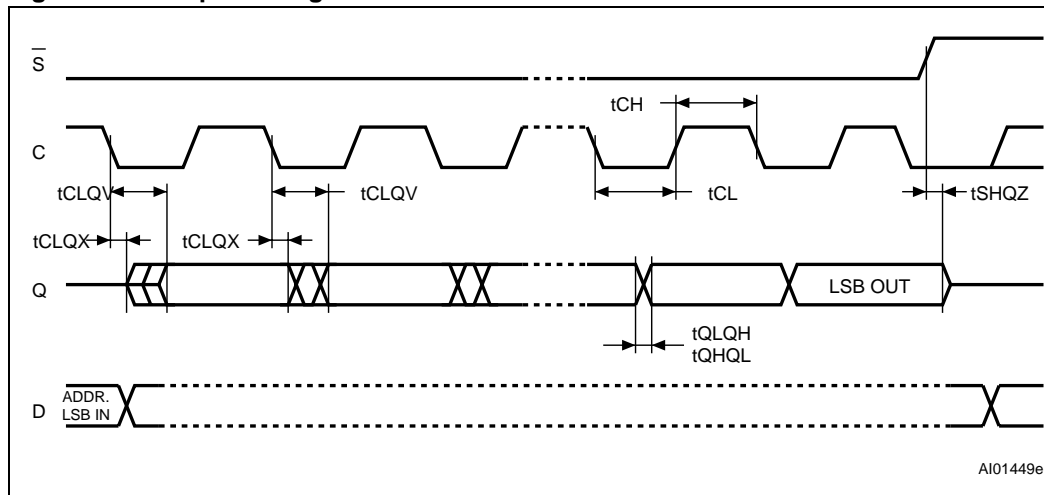 S
tCH
C
tCLQV
tCLQV
tCL
tSHQZ
tCLQX
tCLQX
Q
LSB OUT
tQLQH
tQHQL
ADDR.
D
LSB IN
AI01449e